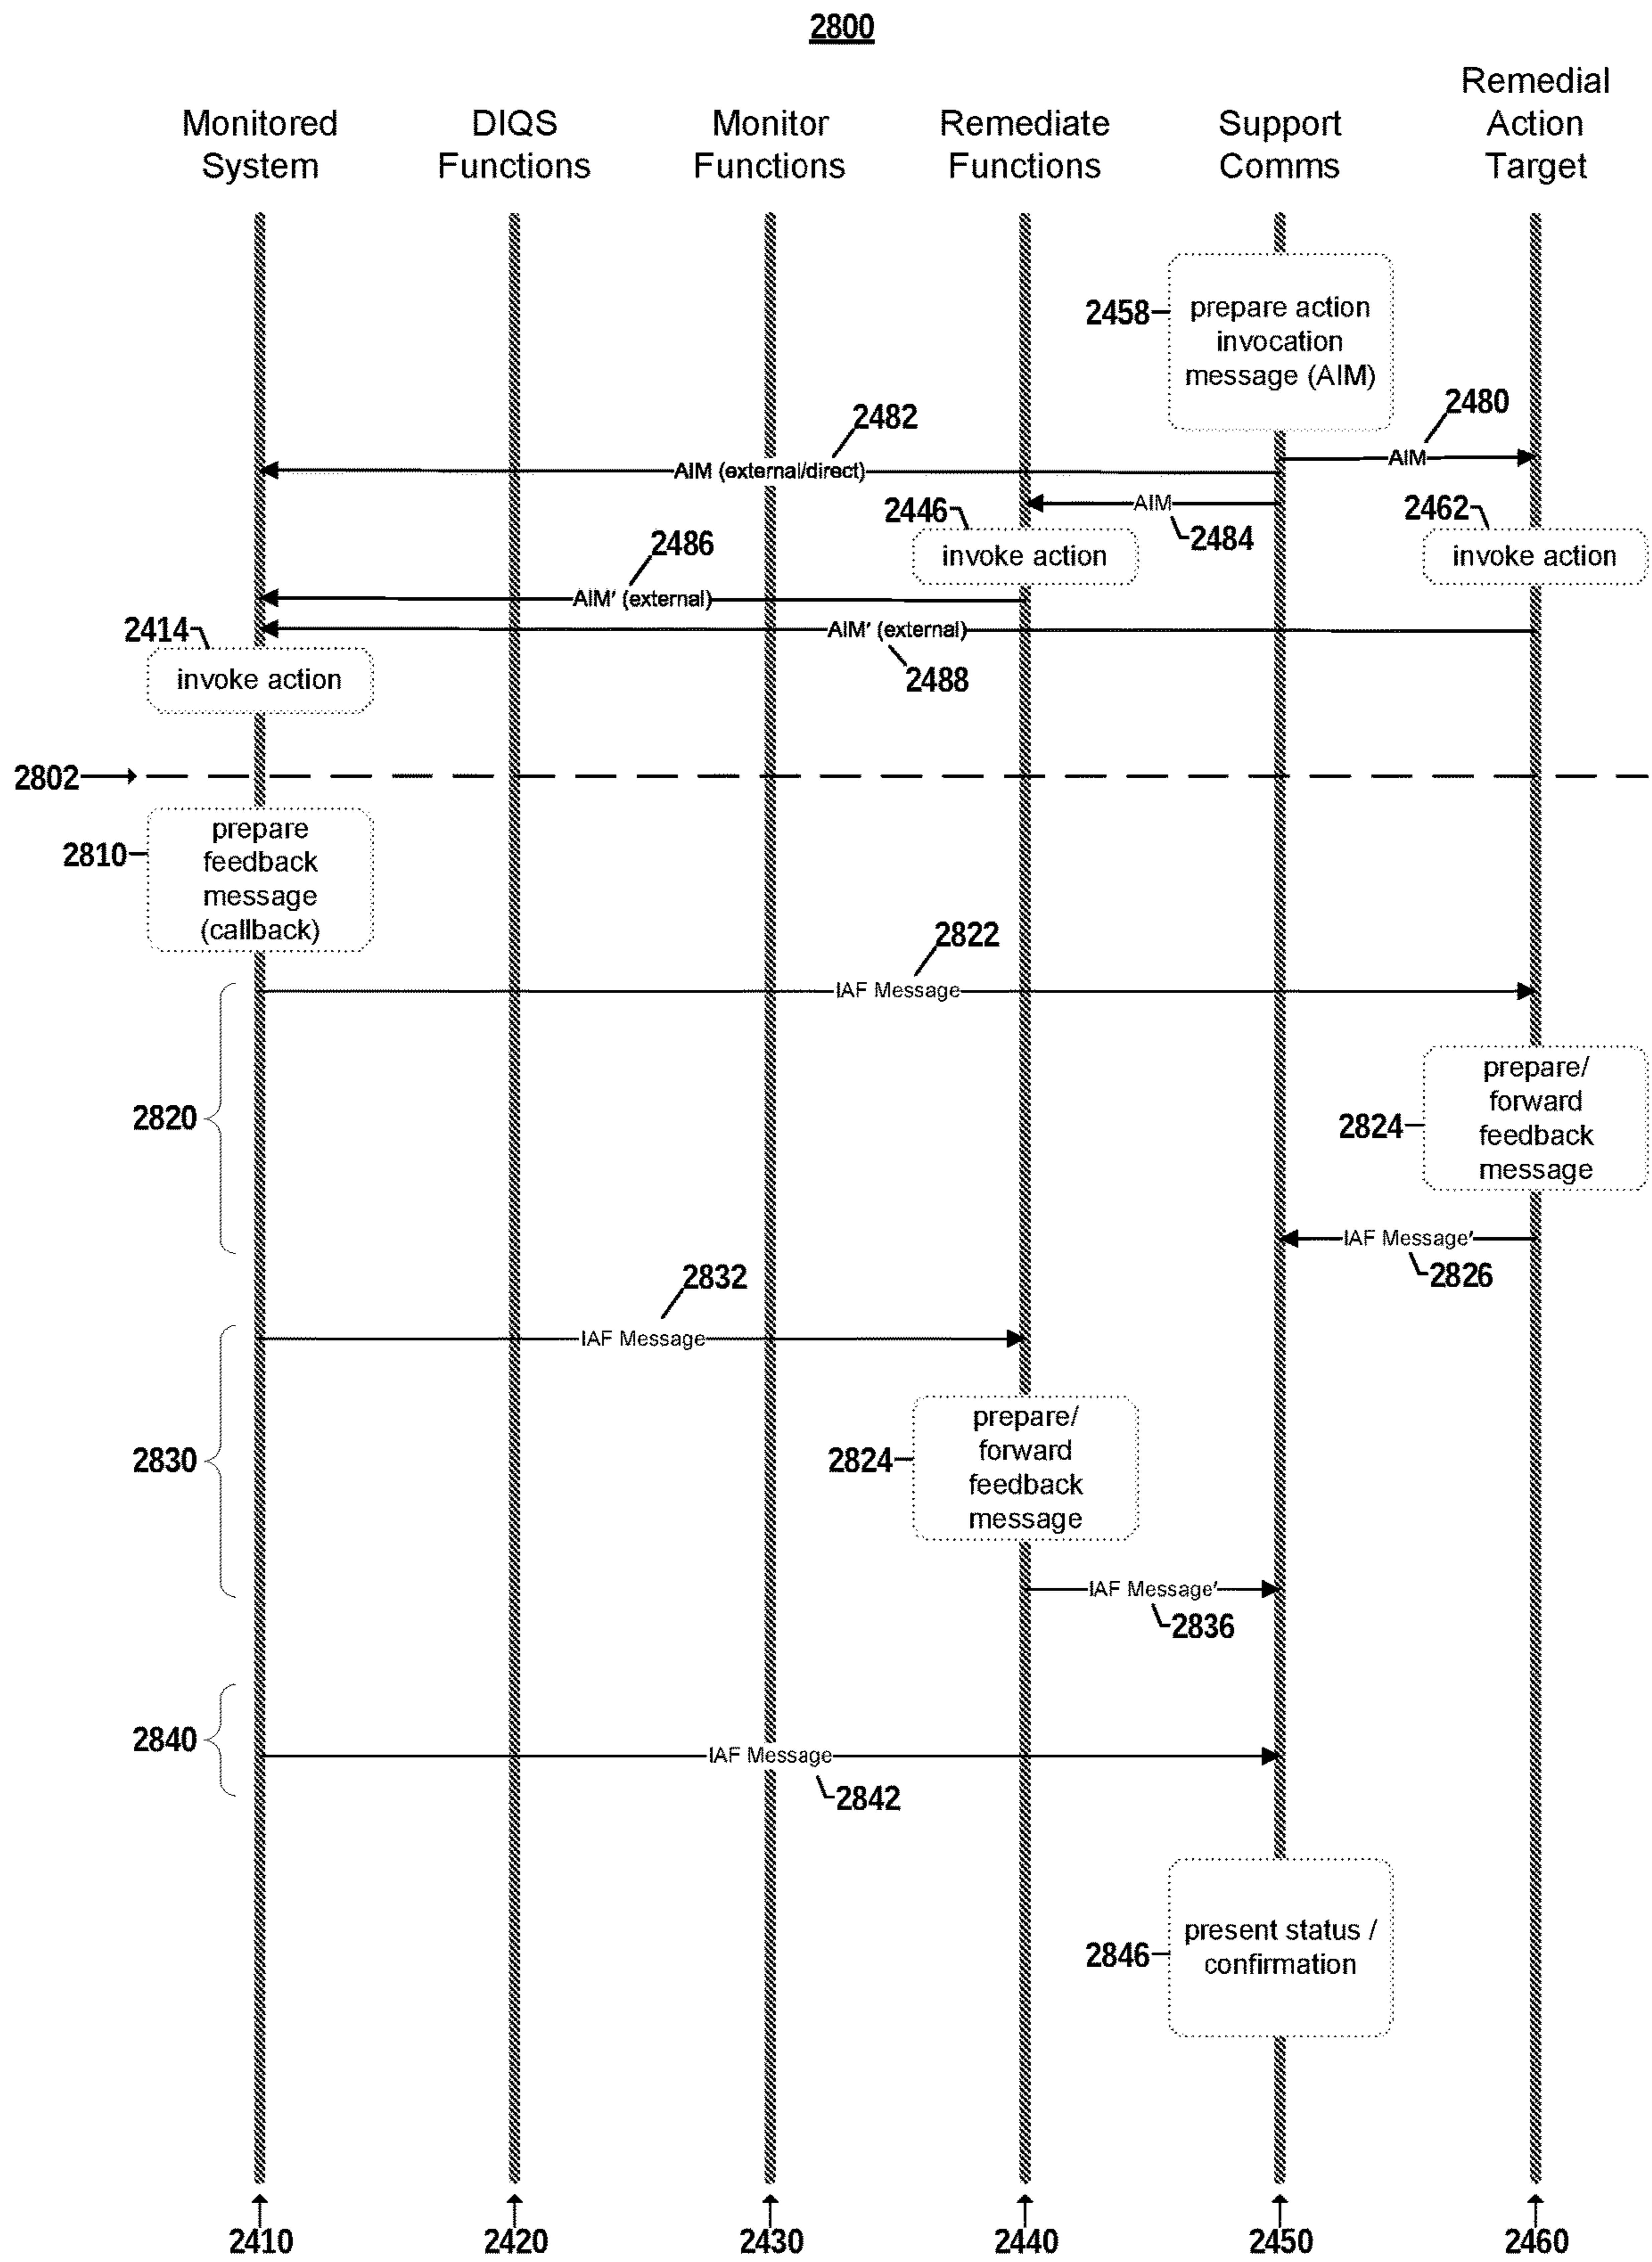 2800
Monitored
System
DIQS
Functions
Monitor
Functions
Remediate
Functions
Support
Comms
Remedial
Action
Target
2458
prepare action
invocation
message (AIM)
2482
2480
AIM (external/direct)
AIM
2446
AIM
2484
2462
invoke action
invoke action
2486
AIM' (external)
2414
AIM' (external)
2488
invoke action
2802
2810
prepare
feedback
message
(callback)
2822
IAF Message
2820
2824
prepare/
forward
feedback
message
IAF Message'
2826
2832
IAF Message
2830
2824
prepare/
forward
feedback
message
IAF Message'
2836
2840
IAF Message
2842
2846
present status /
confirmation
2410
2420
2430
2440
2450
2460